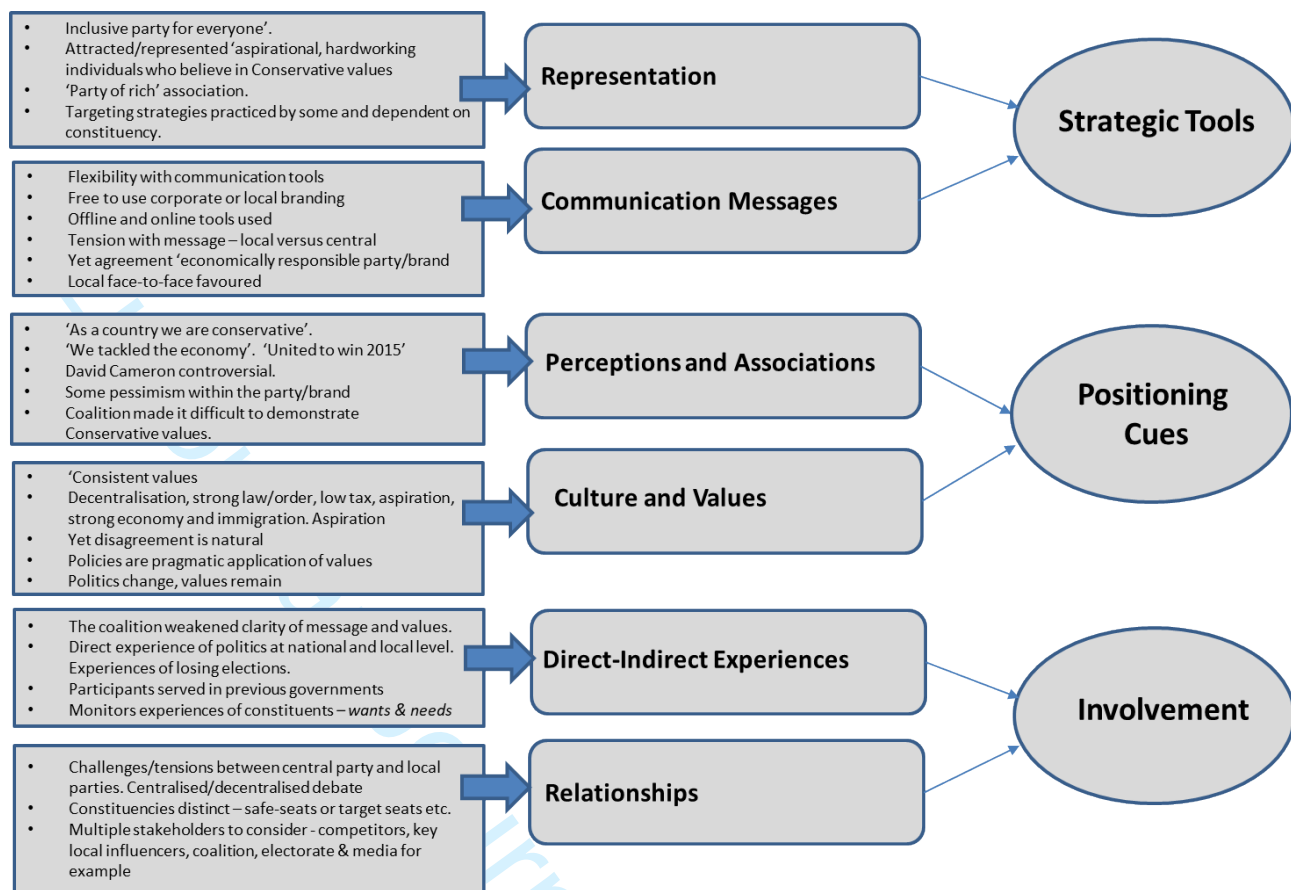 • Inclusive party for everyone’.
• Attracted/represented ‘aspirational, hardworking
individuals who believe in Conservative values
• ‘Party of rich’ association.
• Targeting strategies practiced by some and dependent on
constituency.
Representation
Strategic Tools
• Flexibility with communication tools
• Free to use corporate or local branding
• Offline and online tools used
• Tension with message – local versus central
• Yet agreement ‘economically responsible party/brand
• Local face-to-face favoured
Communication Messages
• ‘As a country we are conservative’.
• ‘We tackled the economy’. ‘United to win 2015’
• David Cameron controversial.
• Some pessimism within the party/brand
• Coalition made it difficult to demonstrate
Conservative values.
Perceptions and Associations
Positioning
Cues
• ‘Consistent values
• Decentralisation, strong law/order, low tax, aspiration,
strong economy and immigration. Aspiration
• Yet disagreement is natural
• Policies are pragmatic application of values
• Politics change, values remain
Culture and Values
• The coalition weakened clarity of message and values.
• Direct experience of politics at national and local level.
Experiences of losing elections.
• Participants served in previous governments
• Monitors experiences of constituents – wants & needs
Direct-Indirect Experiences
Involvement
• Challenges/tensions between central party and local
parties. Centralised/decentralised debate
• Constituencies distinct – safe-seats or target seats etc.
• Multiple stakeholders to consider - competitors, key
local influencers, coalition, electorate & media for
example
Relationships